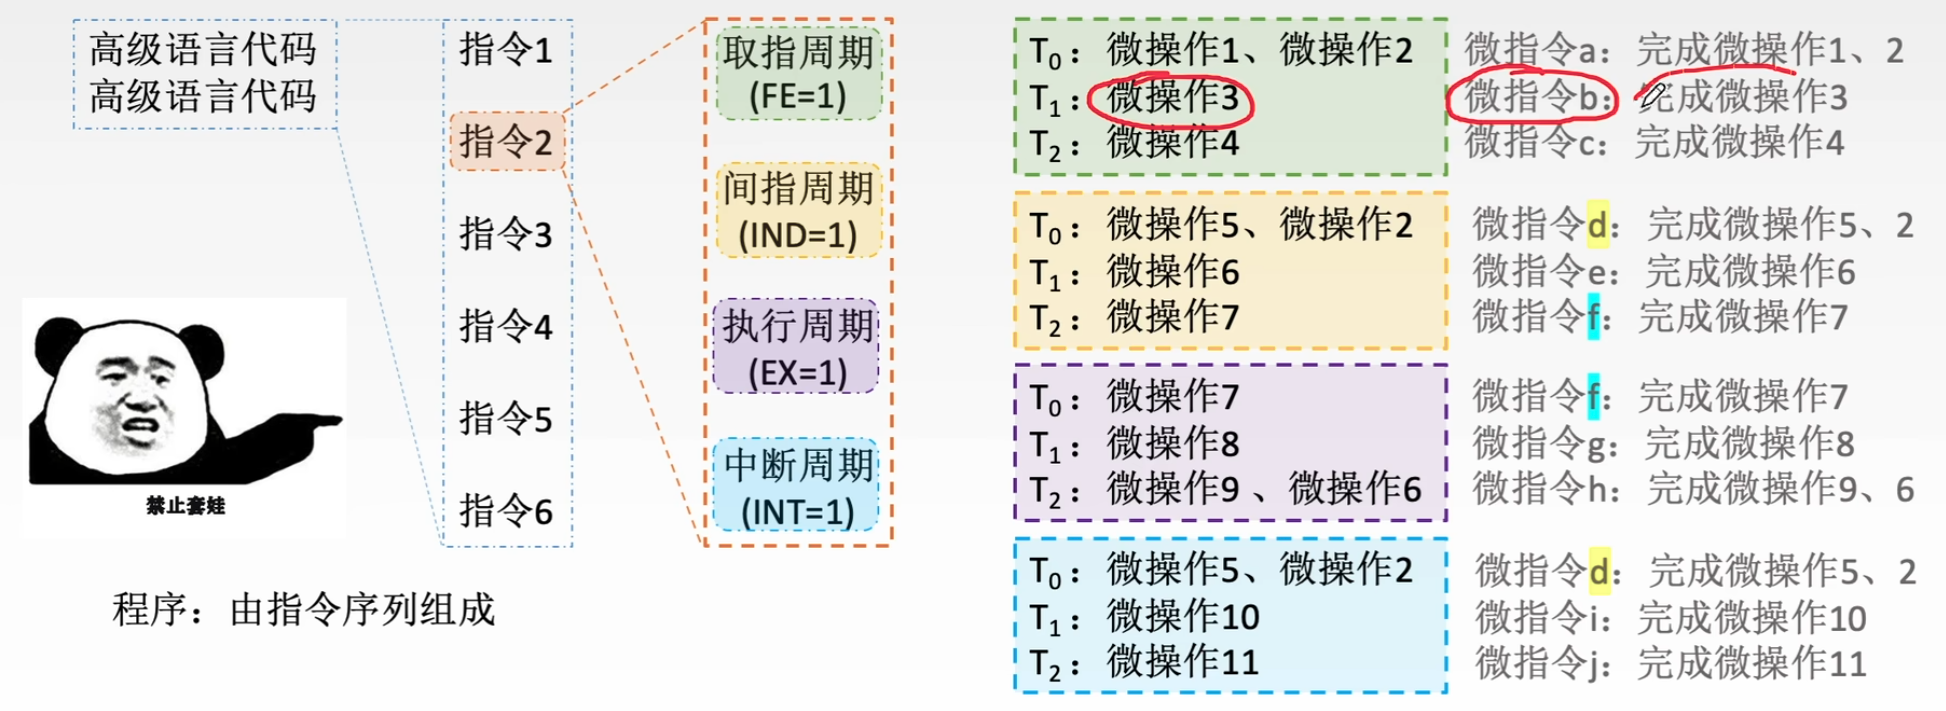 高级语言代码
高级语言代码
指令1
指令2
指令3
指令4
指令5
指令6
禁止套娃
程序：由指令序列组成
取指周期
(FE=1)
间指周期
(IND=1)
执行周期
(EX=1)
中断周期
(INT=1)
T₀：微操作1、微操作2
微指令a：完成微操作1、2
T₁：微操作3
微指令b：完成微操作3
T₂：微操作4
微指令c：完成微操作4
T₀：微操作5、微操作2
微指令d：完成微操作5、2
T₁：微操作6
微指令e：完成微操作6
T₂：微操作7
微指令f：完成微操作7
T₀：微操作7
微指令f：完成微操作7
T₁：微操作8
微指令g：完成微操作8
T₂：微操作9 、微操作6
微指令h：完成微操作9、6
T₀：微操作5、微操作2
微指令d：完成微操作5、2
T₁：微操作10
微指令i：完成微操作10
T₂：微操作11
微指令j：完成微操作11